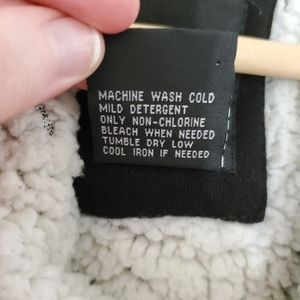 MACHINE WASH COLD
MILD DETERGENT
ONLY NON-CHLORINE
BLEACH WHEN NEEDED
TUMBLE DRY LOW
COOL IRON IF NEEDED